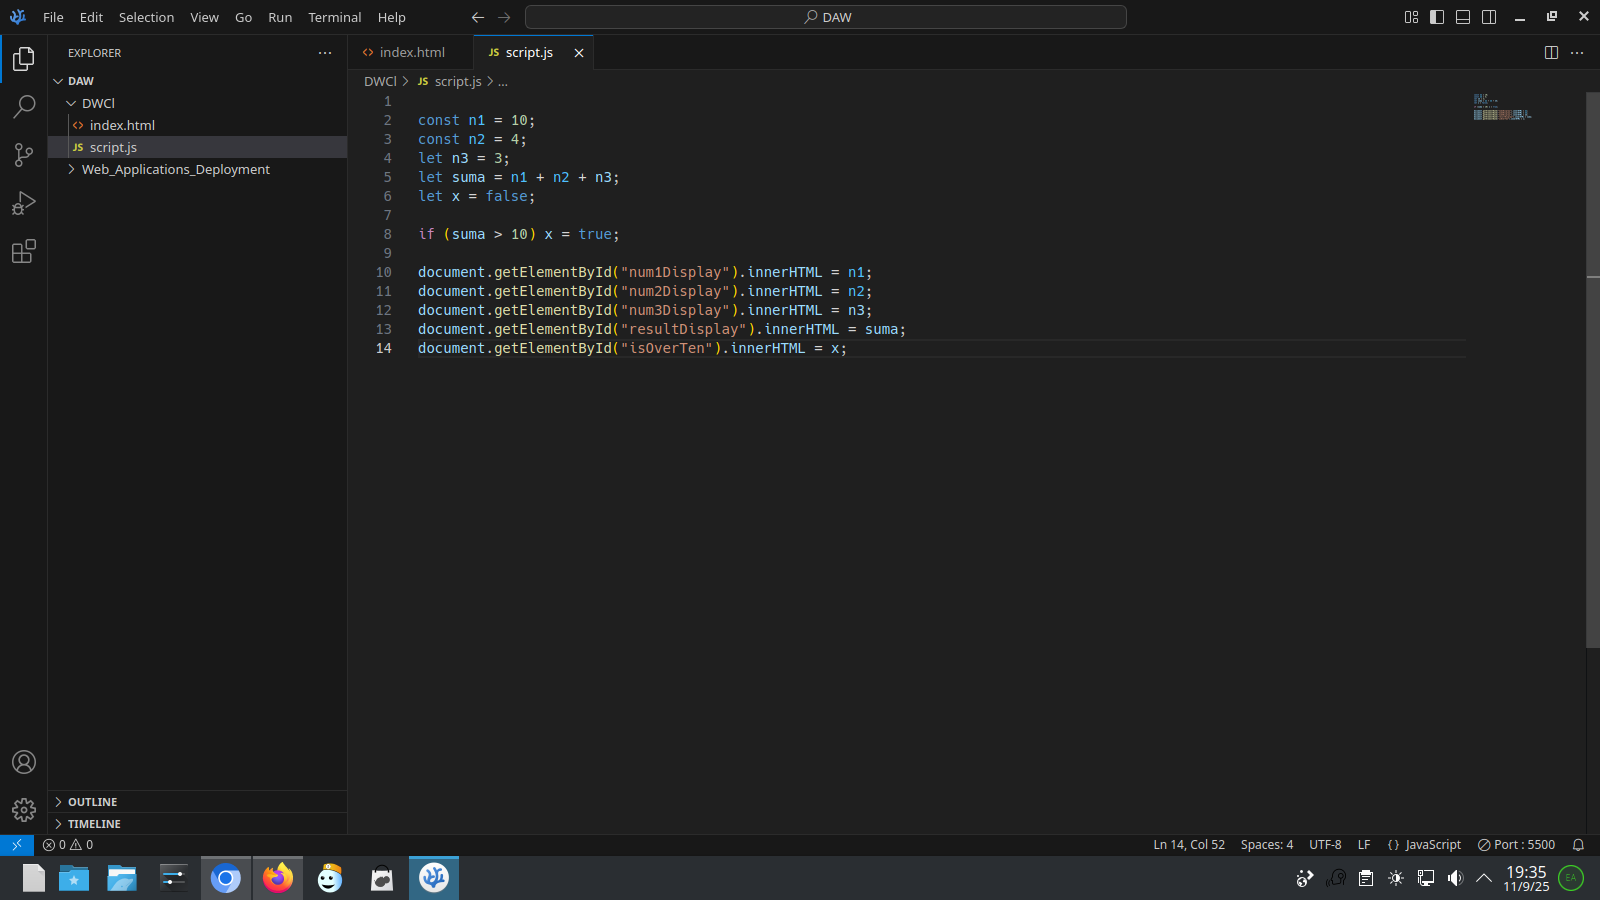 File Edit Selection View Go Run Terminal Help
DAW
EXPLORER
DAW
DWCl
index.html
JS script.js
Web_Applications_Deployment
OUTLINE
TIMELINE
index.html
JS script.js
DWCl > JS script.js > ...
1
2 const n1 = 10;
3 const n2 = 4;
4 let n3 = 3;
5 let suma = n1 + n2 + n3;
6 let x = false;
7
8 if (suma > 10) x = true;
9
10 document.getElementById("num1Display").innerHTML = n1;
11 document.getElementById("num2Display").innerHTML = n2;
12 document.getElementById("num3Display").innerHTML = n3;
13 document.getElementById("resultDisplay").innerHTML = suma;
14 document.getElementById("isOverTen").innerHTML = x;
0 0
Ln 14, Col 52 Spaces: 4 UTF-8 LF {} JavaScript Port : 5500
19:35
11/9/25
EA